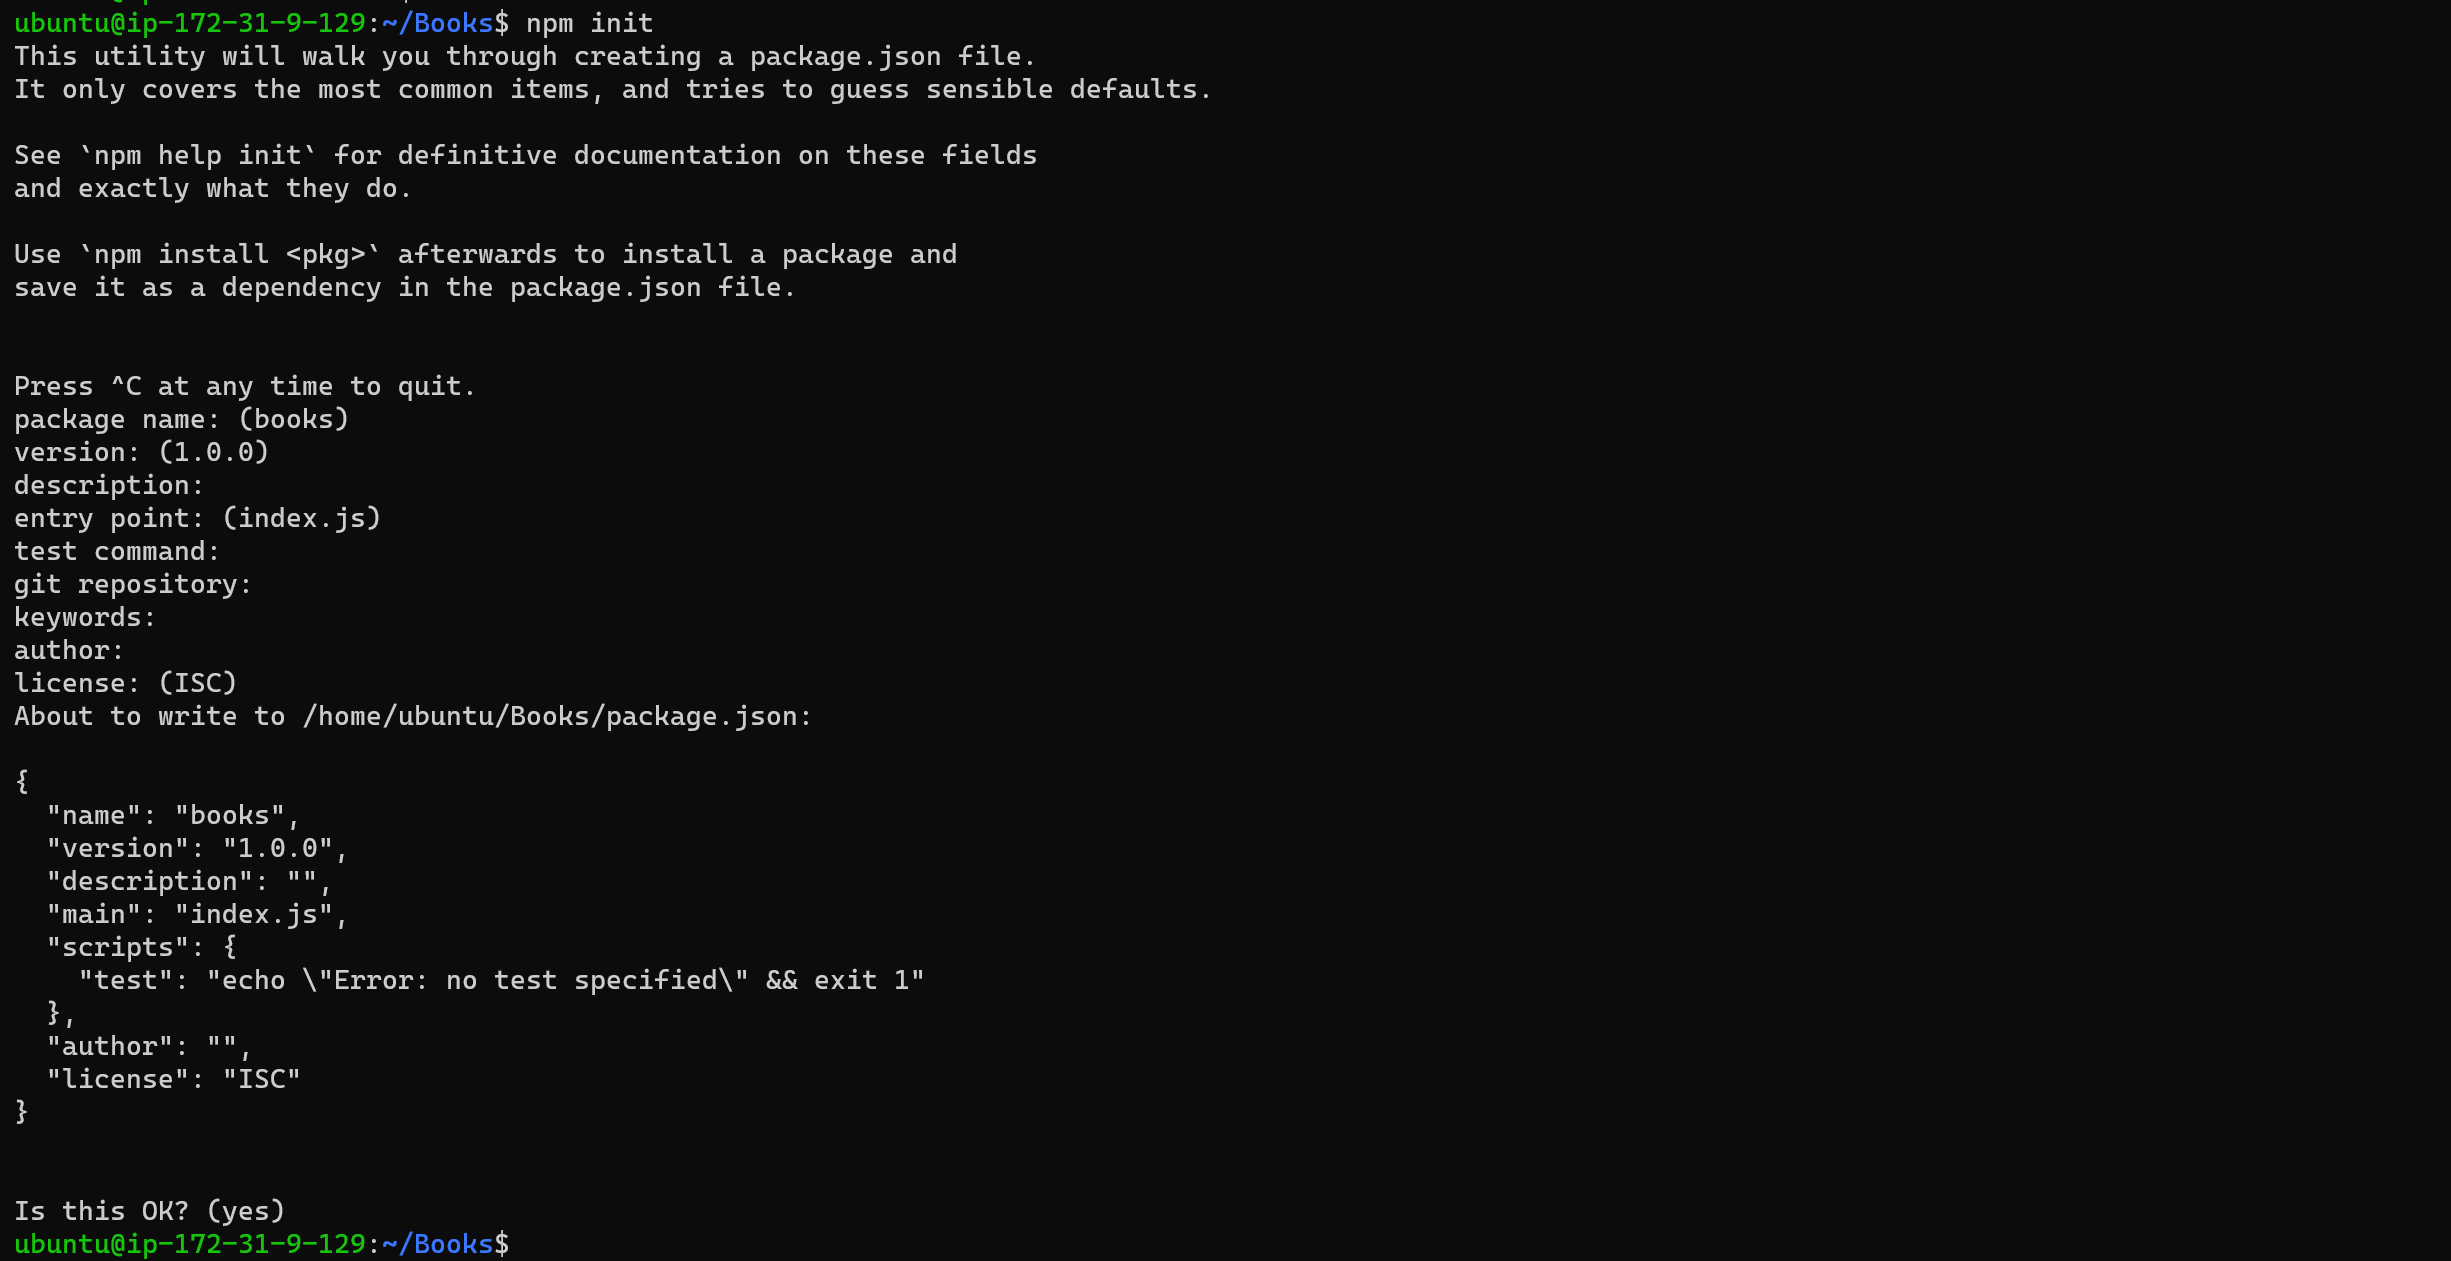 ubuntu@ip-172-31-9-129:~/Books$ npm init
This utility will walk you through creating a package.json file.
It only covers the most common items, and tries to guess sensible defaults.

See `npm help init` for definitive documentation on these fields
and exactly what they do.

Use `npm install <pkg>` afterwards to install a package and
save it as a dependency in the package.json file.

Press ^C at any time to quit.
package name: (books)
version: (1.0.0)
description:
entry point: (index.js)
test command:
git repository:
keywords:
author:
license: (ISC)
About to write to /home/ubuntu/Books/package.json:

{
  "name": "books",
  "version": "1.0.0",
  "description": "",
  "main": "index.js",
  "scripts": {
    "test": "echo \"Error: no test specified\" && exit 1"
  },
  "author": "",
  "license": "ISC"
}

Is this OK? (yes)
ubuntu@ip-172-31-9-129:~/Books$